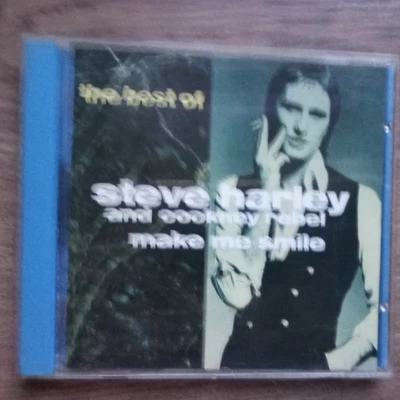 the best of
steve harley
and cockney rebel
make me smile